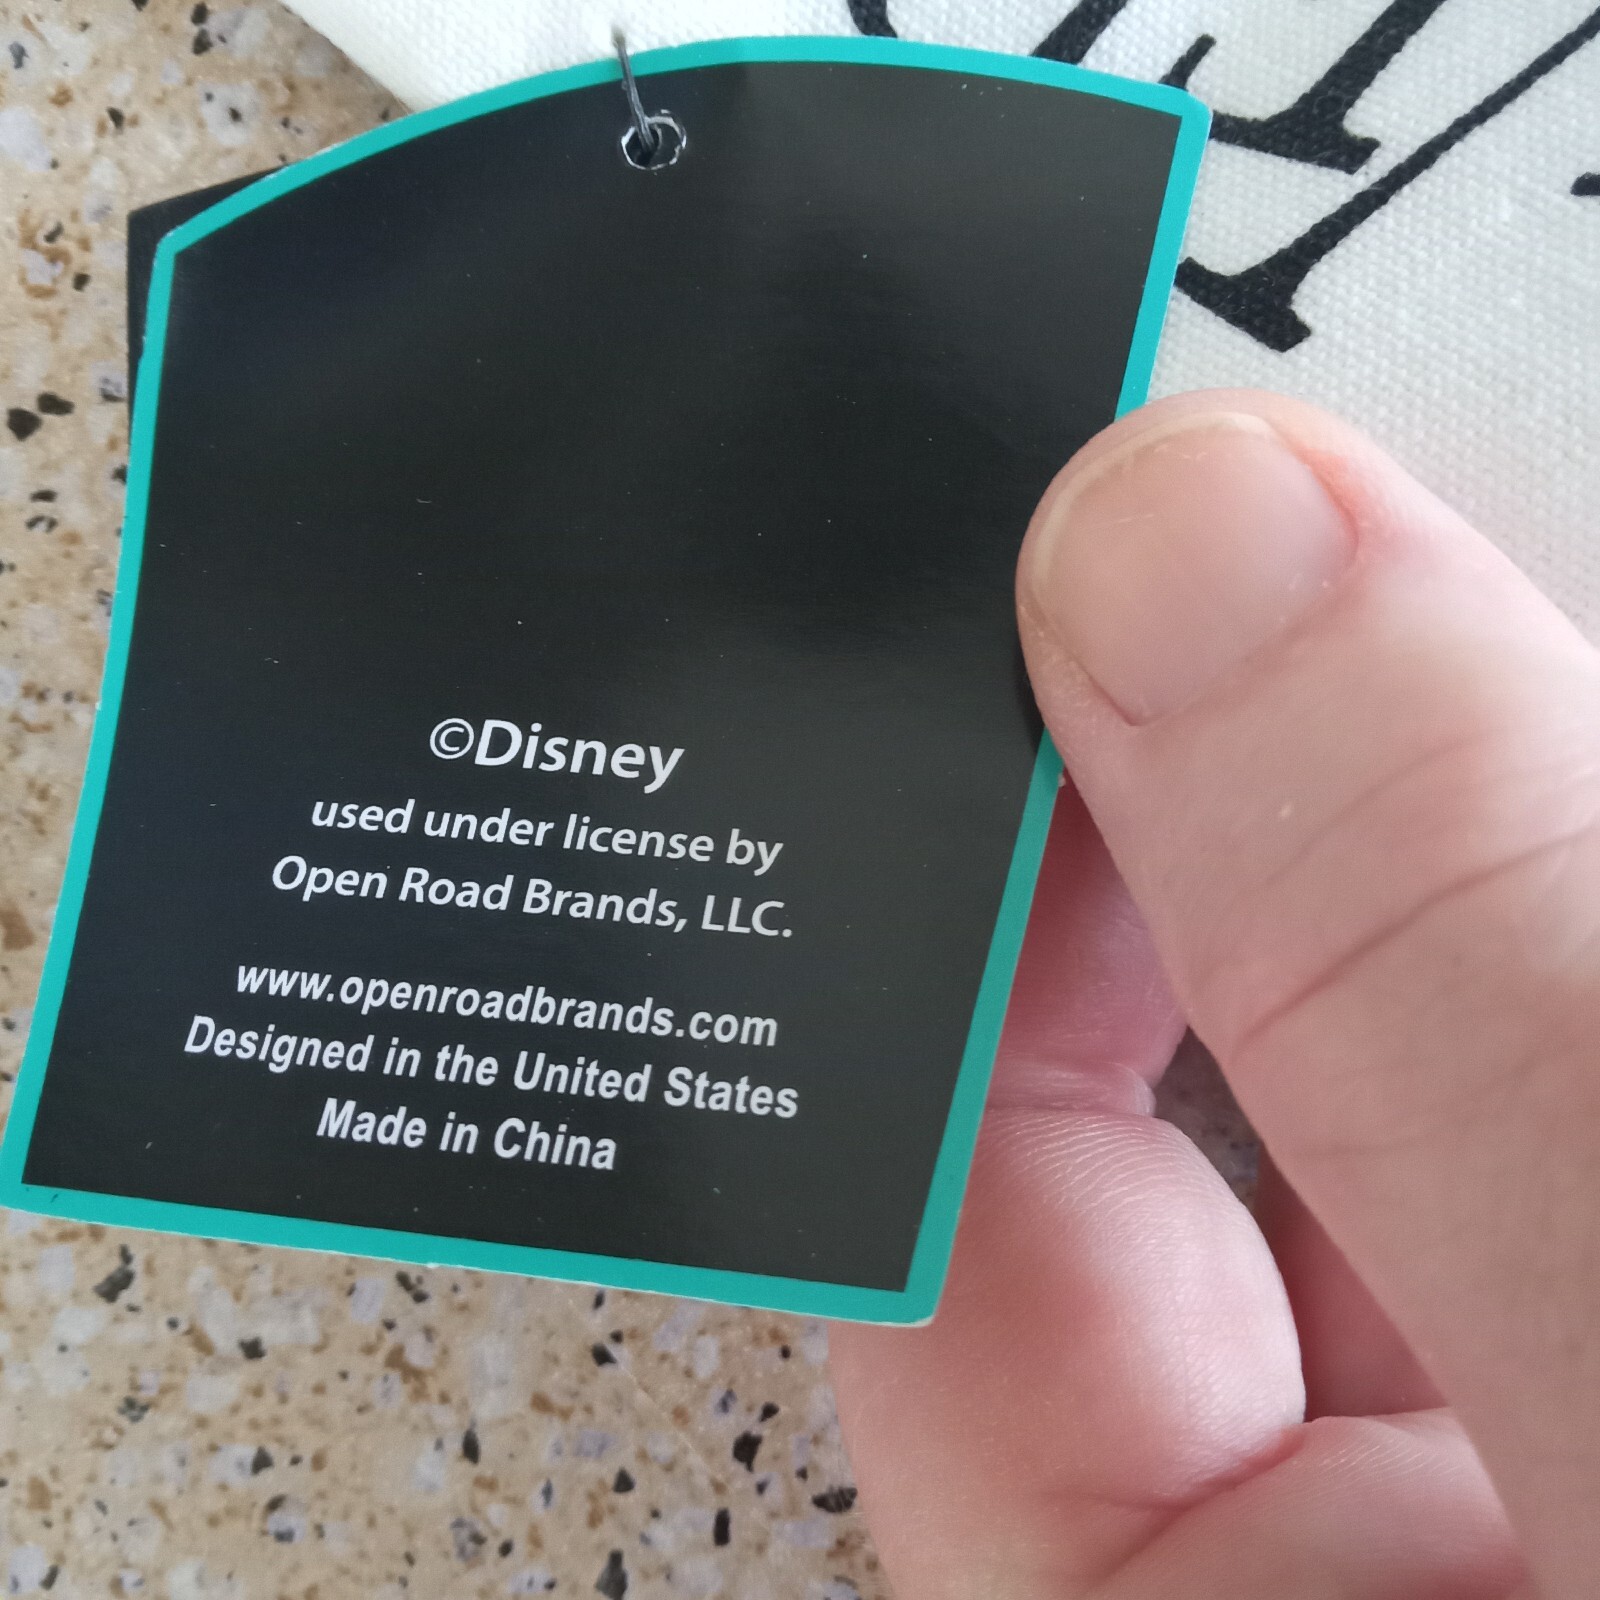 ©Disney
used under license by
Open Road Brands, LLC.
www.openroadbrands.com
Designed in the United States
Made in China